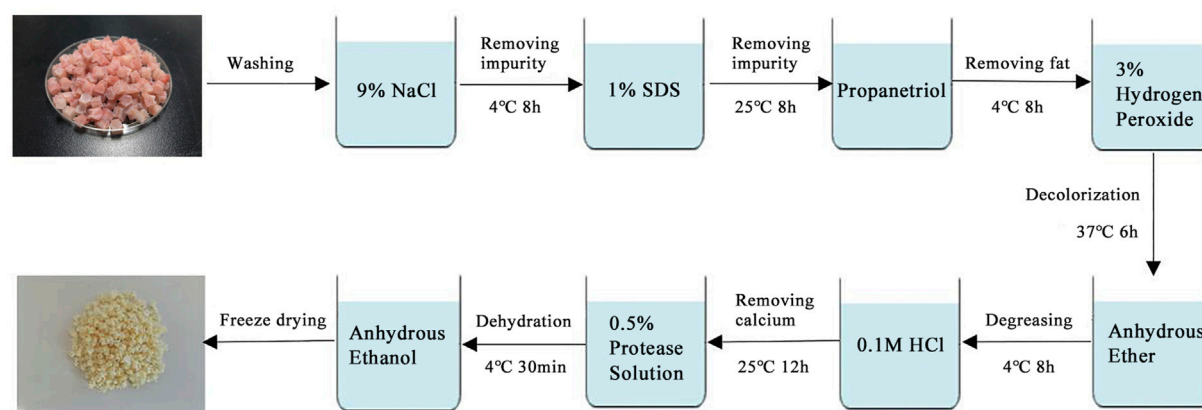 Washing
9% NaCl
Removing
impurity
4℃ 8h
1% SDS
Removing
impurity
25℃ 8h
Propanetriol
Removing fat
4℃ 8h
3%
Hydrogen
Peroxide
Decolorization
37℃ 6h
Anhydrous
Ether
Degreasing
4℃ 8h
0.1M HCl
Removing
calcium
25℃ 12h
0.5%
Protease
Solution
Dehydration
4℃ 30min
Anhydrous
Ethanol
Freeze drying